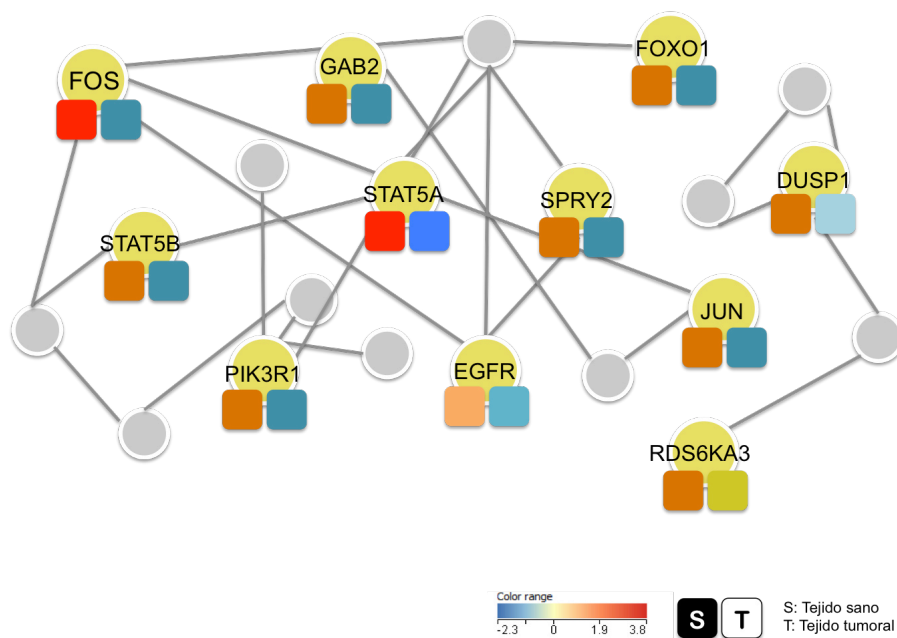 FOXO1
GAB2
FOS
DUSP1
STAT5A
SPRY2
STAT5B
JUN
PIK3R1
EGFR
RDS6KA3
Color range
-2.3 0 1.9 3.8
S T
S: Tejido sano
T: Tejido tumoral